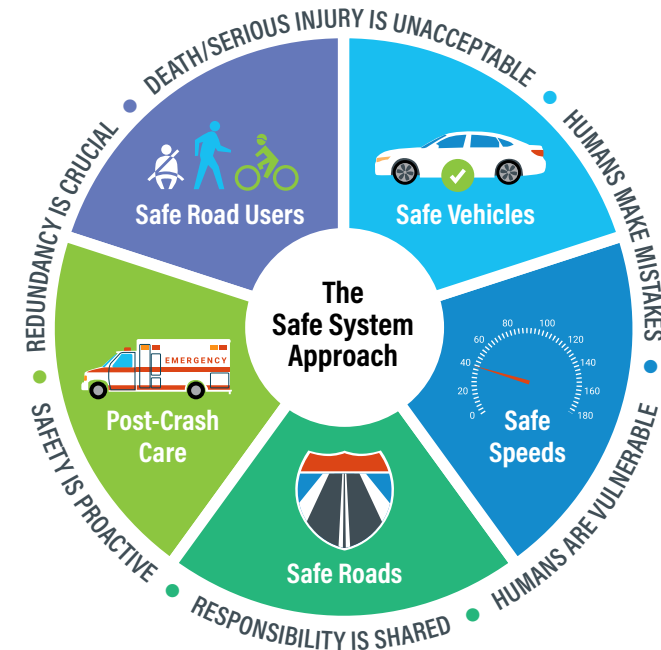 DEATH/SERIOUS INJURY IS UNACCEPTABLE
HUMANS MAKE MISTAKES
HUMANS ARE VULNERABLE
RESPONSIBILITY IS SHARED
SAFETY IS PROACTIVE
REDUNDANCY IS CRUCIAL
The
Safe System
Approach
Safe Road Users
Safe Vehicles
0
20
40
60
80
100
120
140
160
180
Safe
Speeds
Safe Roads
EMERGENCY
Post-Crash
Care